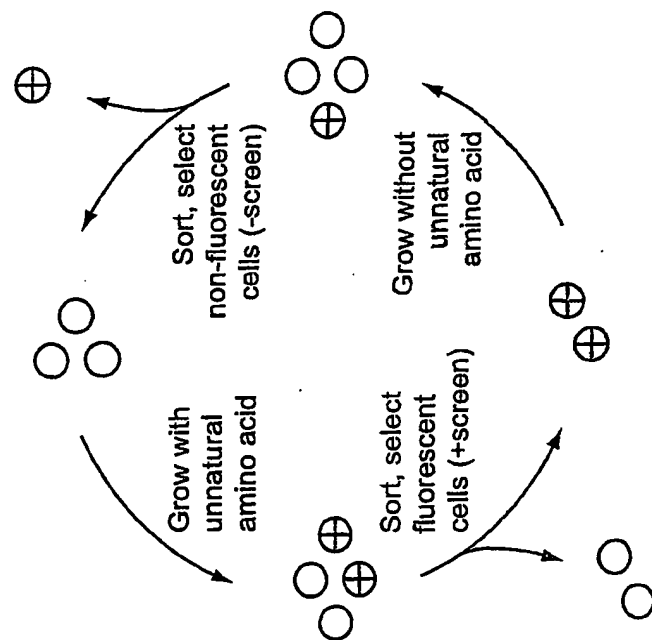 Sort, select
non-fluorescent
cells (-screen)
Grow without
unnatural
amino acid
Grow with
unnatural
amino acid
Sort, select
fluorescent
cells (+screen)